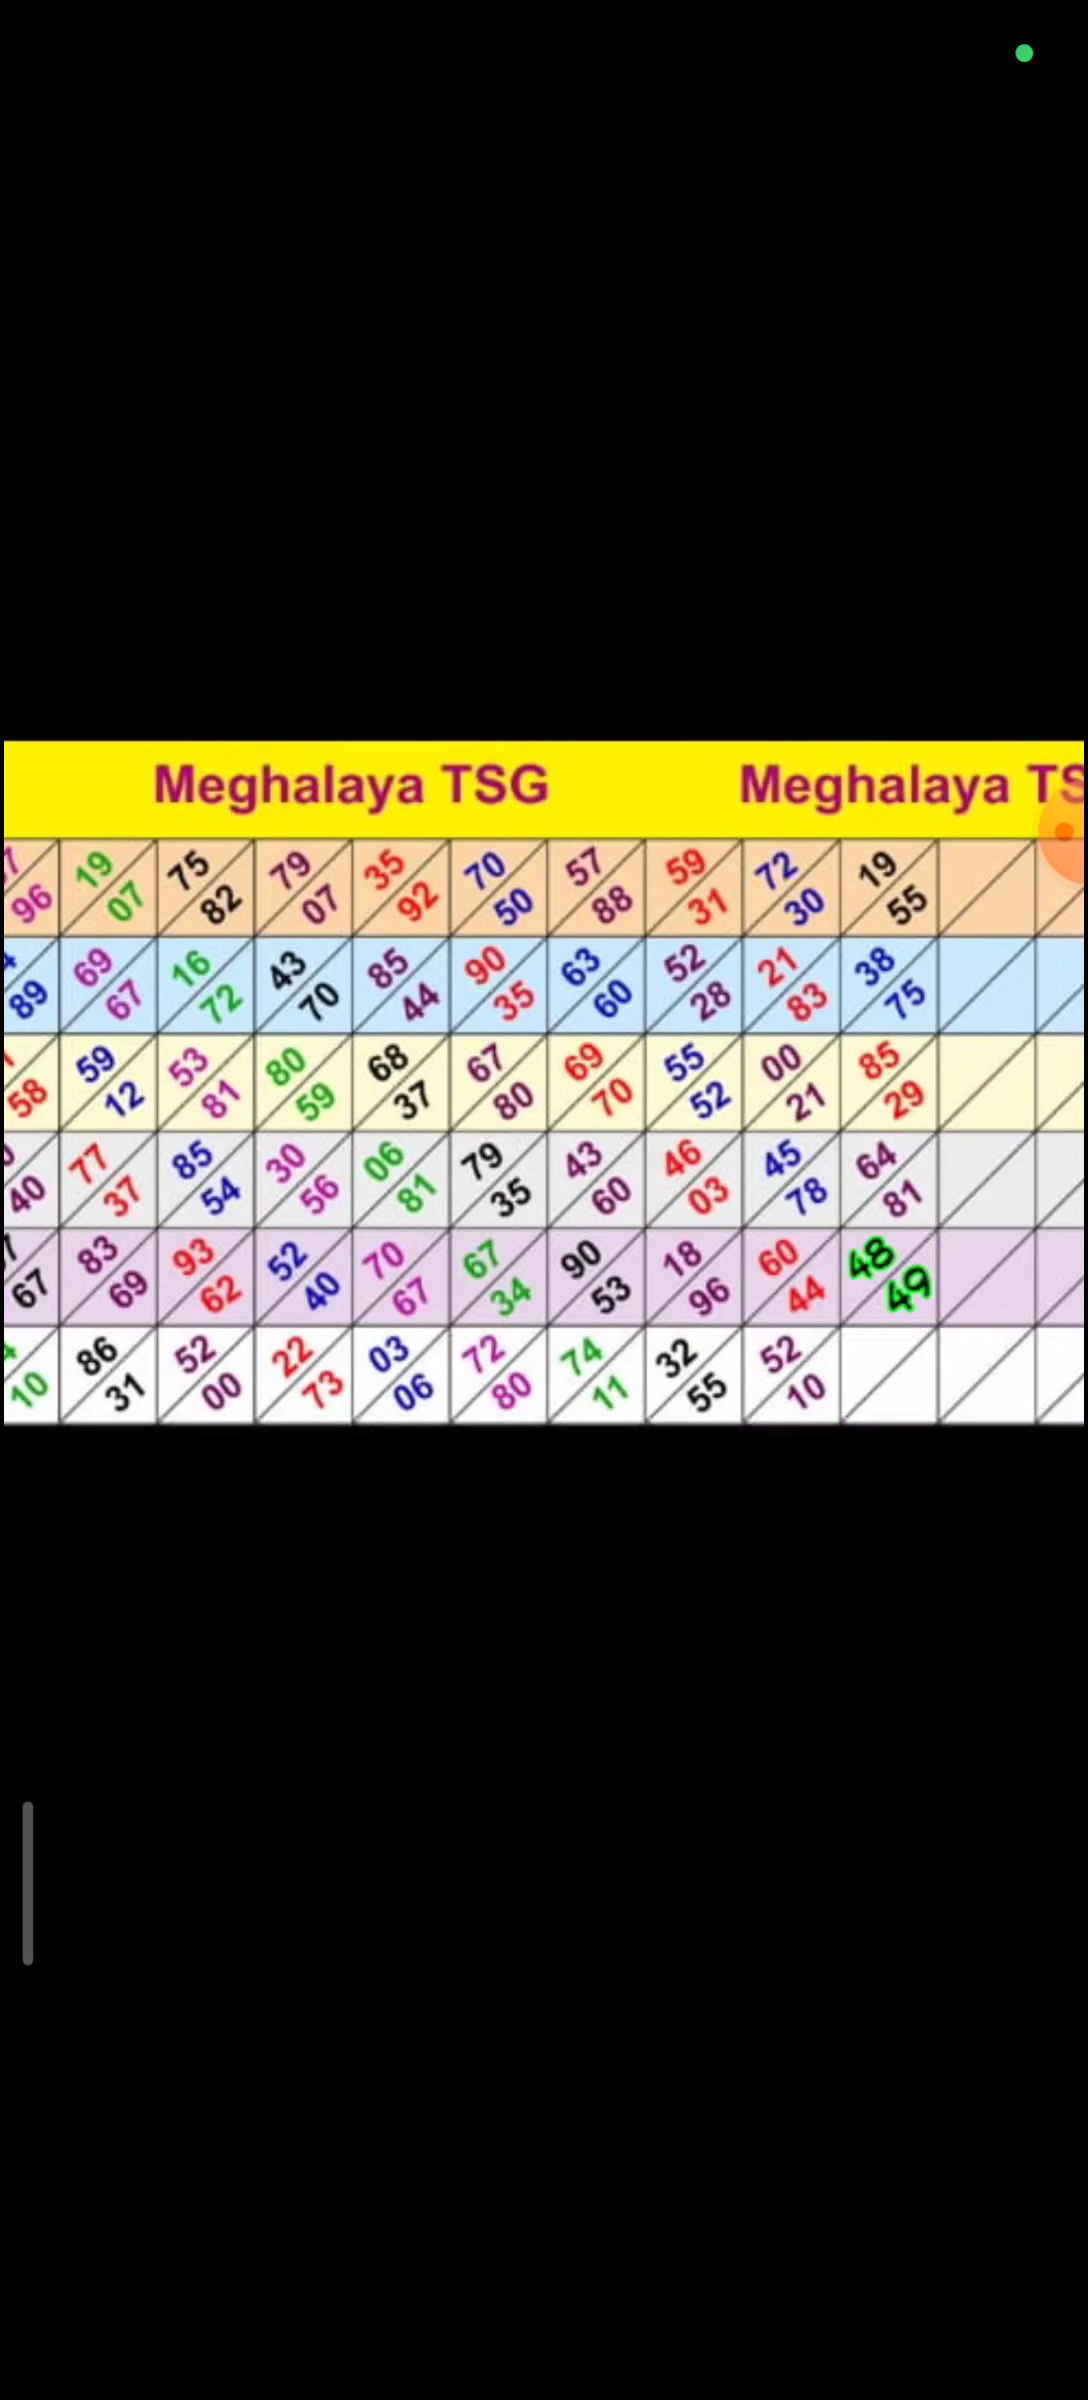 Meghalaya TSG Meghalaya TS
96 19 07 75 82 79 07 35 92 70 50 57 88 59 31 72 30 19 55
89 69 67 16 72 43 70 85 44 90 35 63 60 52 28 21 83 38 75
58 59 12 53 81 80 59 68 37 67 80 69 70 55 52 00 21 85 29
40 77 37 85 54 30 56 06 81 79 35 43 60 46 03 45 78 64 81
67 83 69 93 62 52 40 70 67 67 34 90 53 18 96 60 44 48 49
10 86 31 52 00 22 73 03 06 72 80 74 11 32 55 52 10